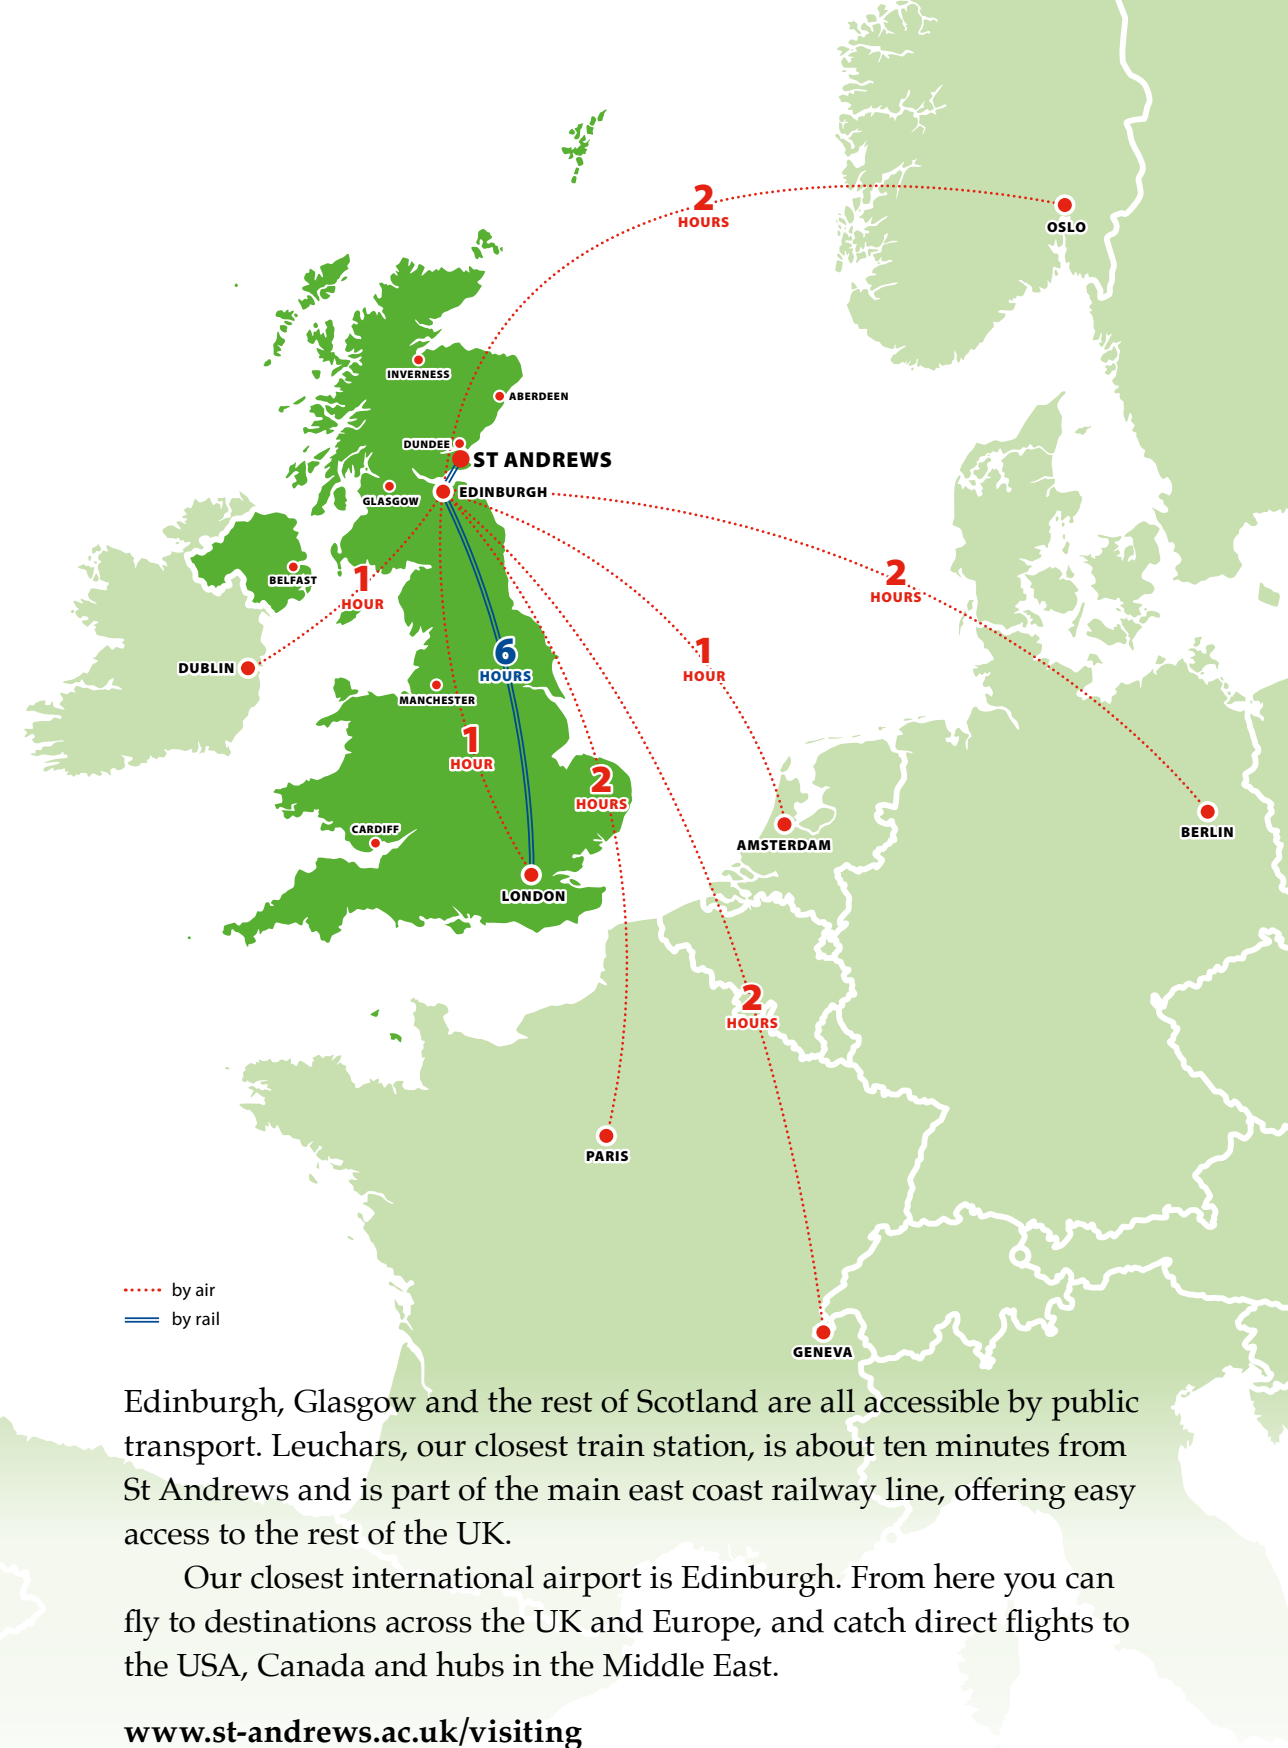 2
HOURS
OSLO
INVERNESS
ABERDEEN
DUNDEE
ST ANDREWS
GLASGOW
EDINBURGH
BELFAST
1
HOUR
2
HOURS
DUBLIN
6
HOURS
1
HOUR
MANCHESTER
1
HOUR
2
HOURS
CARDIFF
AMSTERDAM
BERLIN
LONDON
2
HOURS
PARIS
by air
by rail
GENEVA
Edinburgh, Glasgow and the rest of Scotland are all accessible by public
transport. Leuchars, our closest train station, is about ten minutes from
St Andrews and is part of the main east coast railway line, offering easy
access to the rest of the UK.
Our closest international airport is Edinburgh. From here you can
fly to destinations across the UK and Europe, and catch direct flights to
the USA, Canada and hubs in the Middle East.
www.st-andrews.ac.uk/visiting